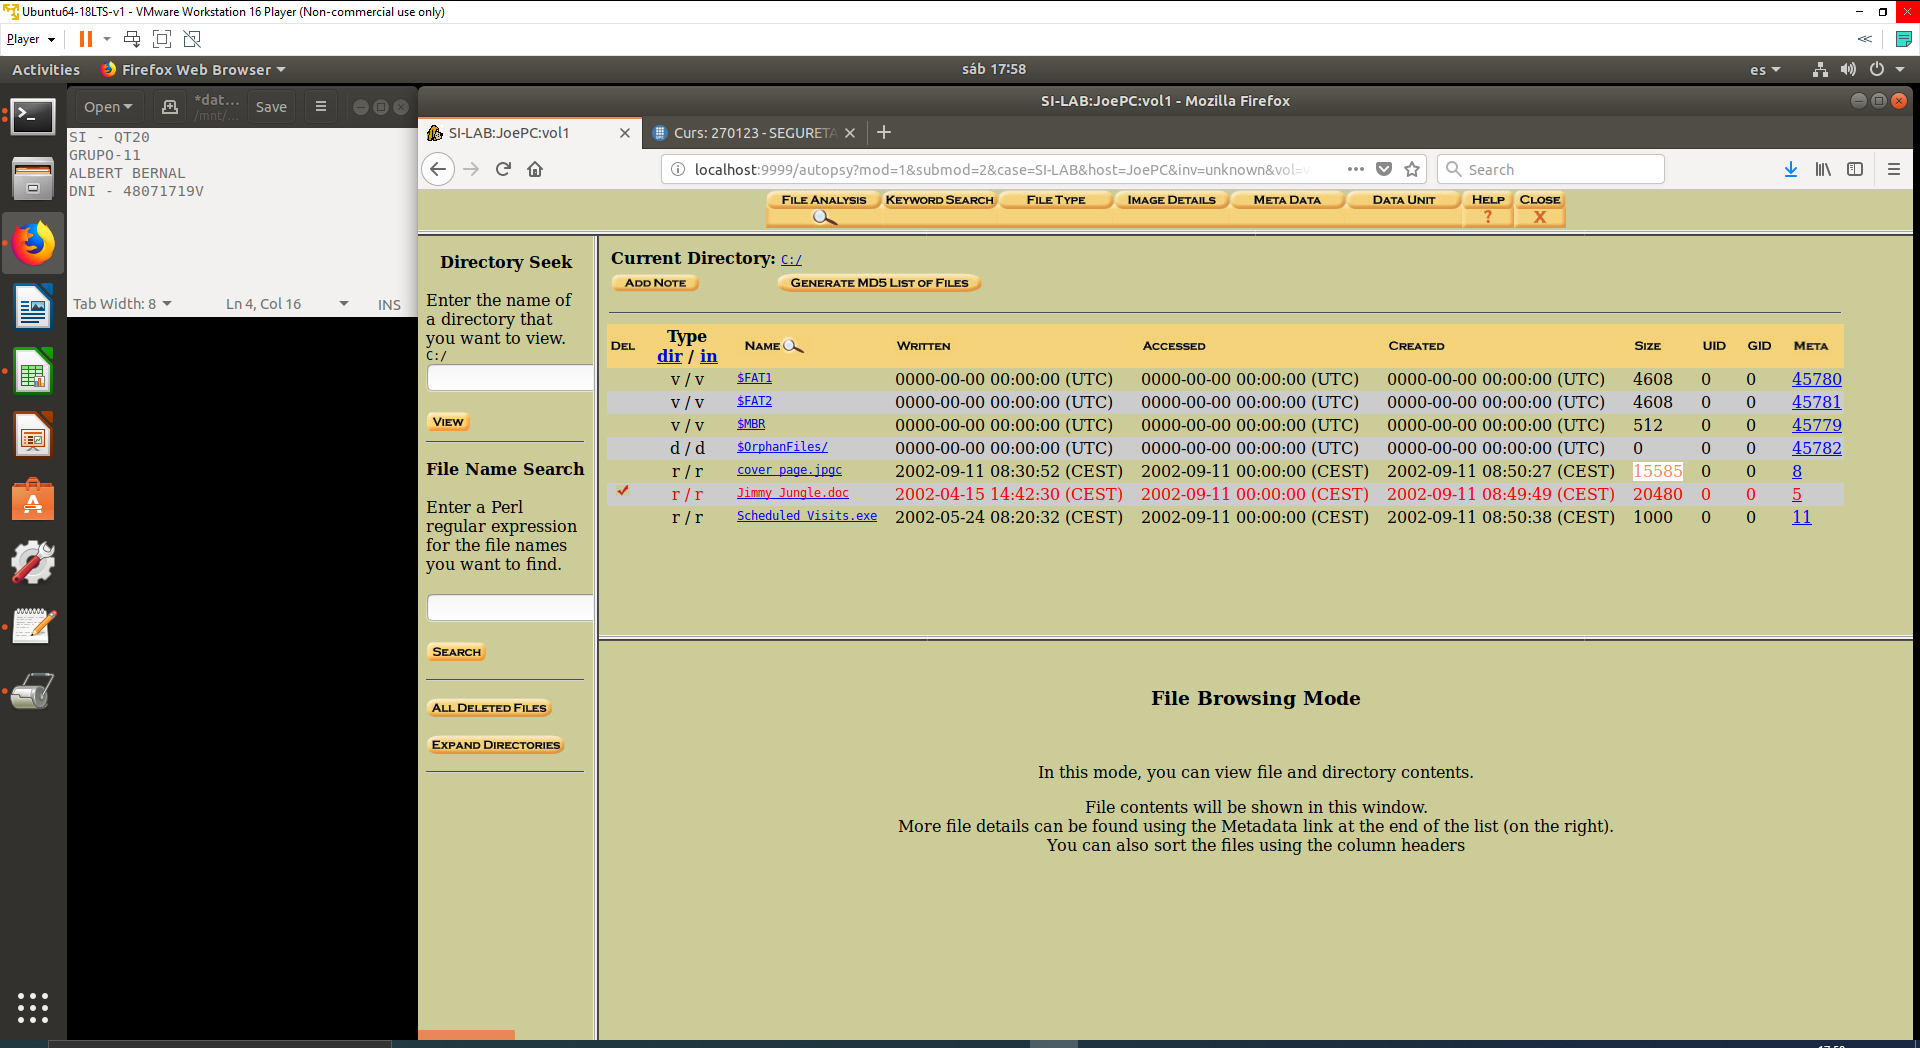 Ubuntu64-18LTS-v1 - VMware Workstation 16 Player (Non-commercial use only)
Player
Activities
Firefox Web Browser
sáb 17:58
es
Open
*dat...
/mnt/...
Save
SI - QT20
GRUPO-11
ALBERT BERNAL
DNI - 48071719V
Tab Width: 8
Ln 4, Col 16
INS
SI-LAB:JoePC:vol1 - Mozilla Firefox
SI-LAB:JoePC:vol1
Curs: 270123 - SEGURETA
localhost:9999/autopsy?mod=1&submod=2&case=SI-LAB&host=JoePC&inv=unknown&vol=v
Search
FILE ANALYSIS
KEYWORD SEARCH
FILE TYPE
IMAGE DETAILS
META DATA
DATA UNIT
HELP
?
CLOSE
X
Directory Seek
Enter the name of
a directory that
you want to view.
C:/
VIEW
File Name Search
Enter a Perl
regular expression
for the file names
you want to find.
SEARCH
ALL DELETED FILES
EXPAND DIRECTORIES
Current Directory: C:/
ADD NOTE
GENERATE MD5 LIST OF FILES
DEL Type dir / in NAME WRITTEN ACCESSED CREATED SIZE UID GID META
v / v $FAT1 0000-00-00 00:00:00 (UTC) 0000-00-00 00:00:00 (UTC) 0000-00-00 00:00:00 (UTC) 4608 0 0 45780
v / v $FAT2 0000-00-00 00:00:00 (UTC) 0000-00-00 00:00:00 (UTC) 0000-00-00 00:00:00 (UTC) 4608 0 0 45781
v / v $MBR 0000-00-00 00:00:00 (UTC) 0000-00-00 00:00:00 (UTC) 0000-00-00 00:00:00 (UTC) 512 0 0 45779
d / d $OrphanFiles/ 0000-00-00 00:00:00 (UTC) 0000-00-00 00:00:00 (UTC) 0000-00-00 00:00:00 (UTC) 0 0 0 45782
r / r cover page.jpgc 2002-09-11 08:30:52 (CEST) 2002-09-11 00:00:00 (CEST) 2002-09-11 08:50:27 (CEST) 15585 0 0 8
r / r Jimmy Jungle.doc 2002-04-15 14:42:30 (CEST) 2002-09-11 00:00:00 (CEST) 2002-09-11 08:49:49 (CEST) 20480 0 0 5
r / r Scheduled Visits.exe 2002-05-24 08:20:32 (CEST) 2002-09-11 00:00:00 (CEST) 2002-09-11 08:50:38 (CEST) 1000 0 0 11
File Browsing Mode
In this mode, you can view file and directory contents.
File contents will be shown in this window.
More file details can be found using the Metadata link at the end of the list (on the right).
You can also sort the files using the column headers